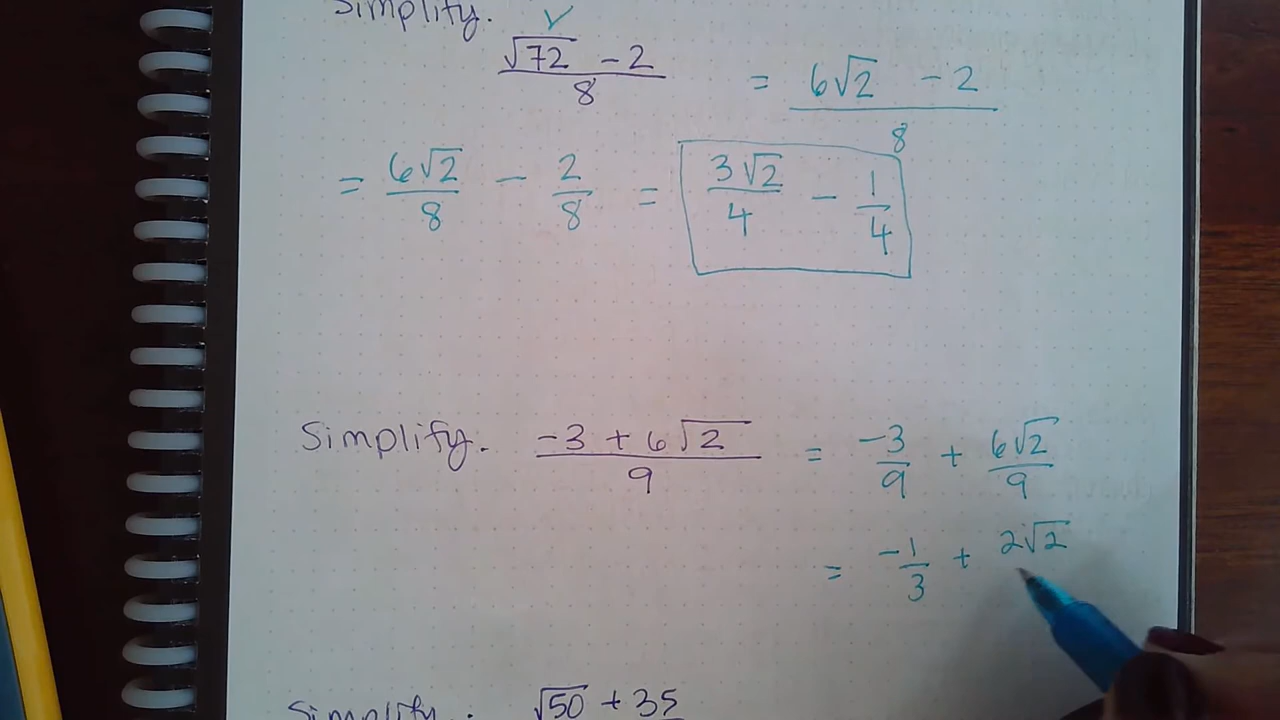 Simplify. ✓
(√72 - 2)/8 = (6√2 - 2)/8
= 6√2/8 - 2/8 = 3√2/4 - 1/4
Simplify. (-3 + 6√2)/9 = -3/9 + 6√2/9
= -1/3 + 2√2
Simplify. √50 + 35